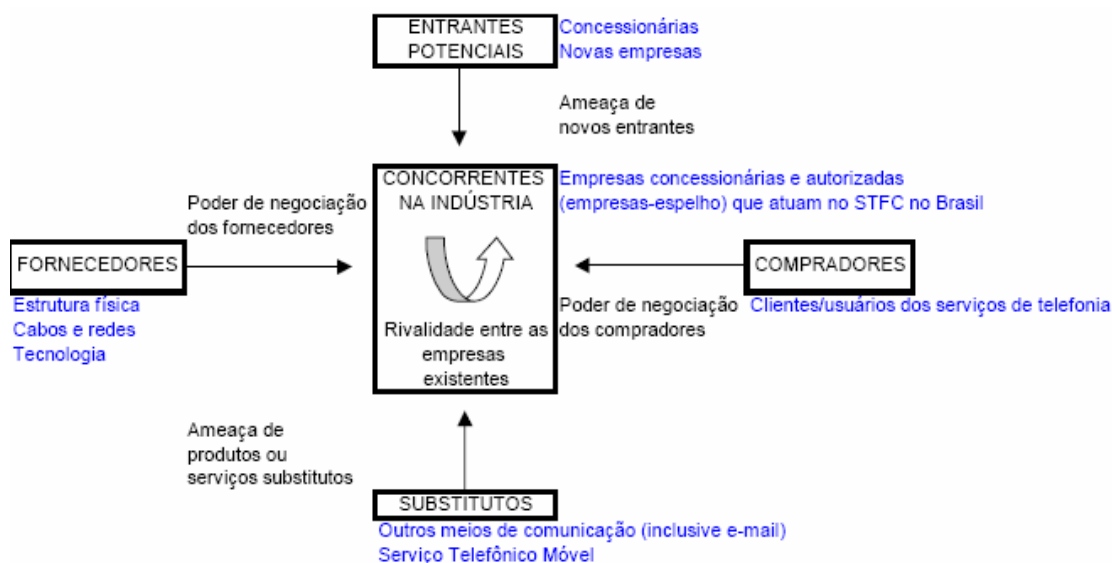 ENTRANTES
POTENCIAIS
Concessionárias
Novas empresas
Ameaça de
novos entrantes
CONCORRENTES
NA INDÚSTRIA
Empresas concessionárias e autorizadas
(empresas-espelho) que atuam no STFC no Brasil
Poder de negociação
dos fornecedores
FORNECEDORES
Estrutura física
Cabos e redes
Tecnologia
COMPRADORES
Poder de negociação
dos compradores
Clientes/usuários dos serviços de telefonia
Rivalidade entre as
empresas
existentes
Ameaça de
produtos ou
serviços substitutos
SUBSTITUTOS
Outros meios de comunicação (inclusive e-mail)
Serviço Telefônico Móvel